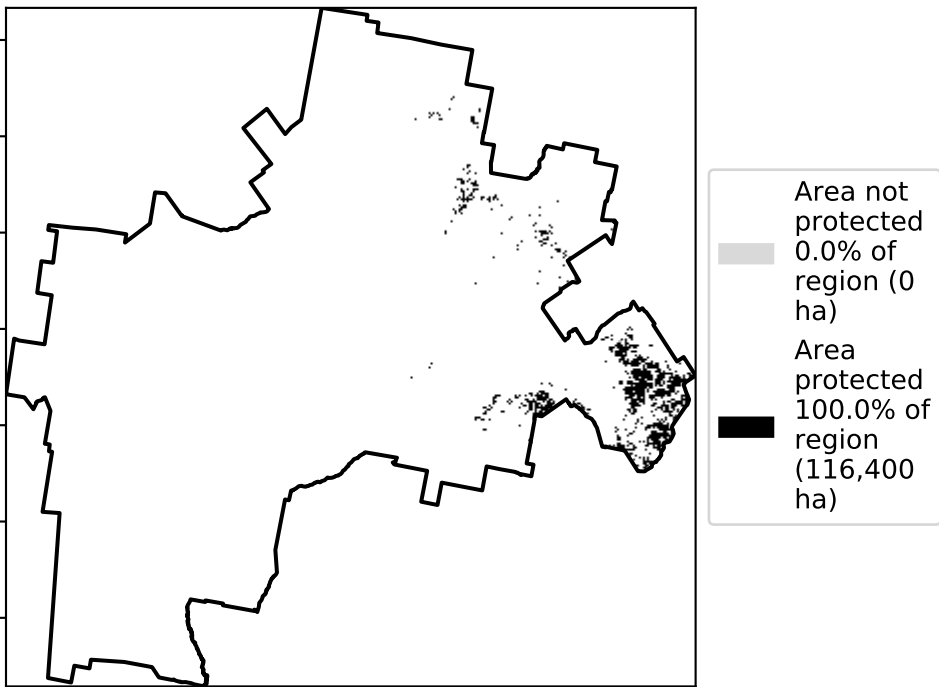 Area not
protected
0.0% of
region (0
ha)
Area
protected
100.0% of
region
(116,400
ha)